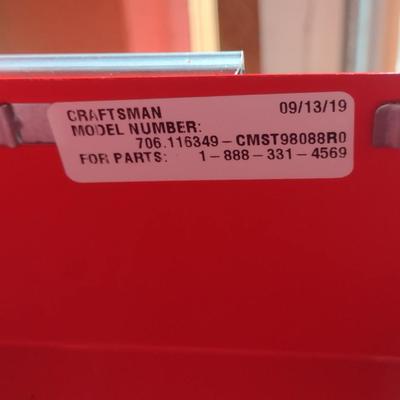 CRAFTSMAN 09/13/19
MODEL NUMBER:
706.116349-CMST98088R0
FOR PARTS: 1-888-331-4569